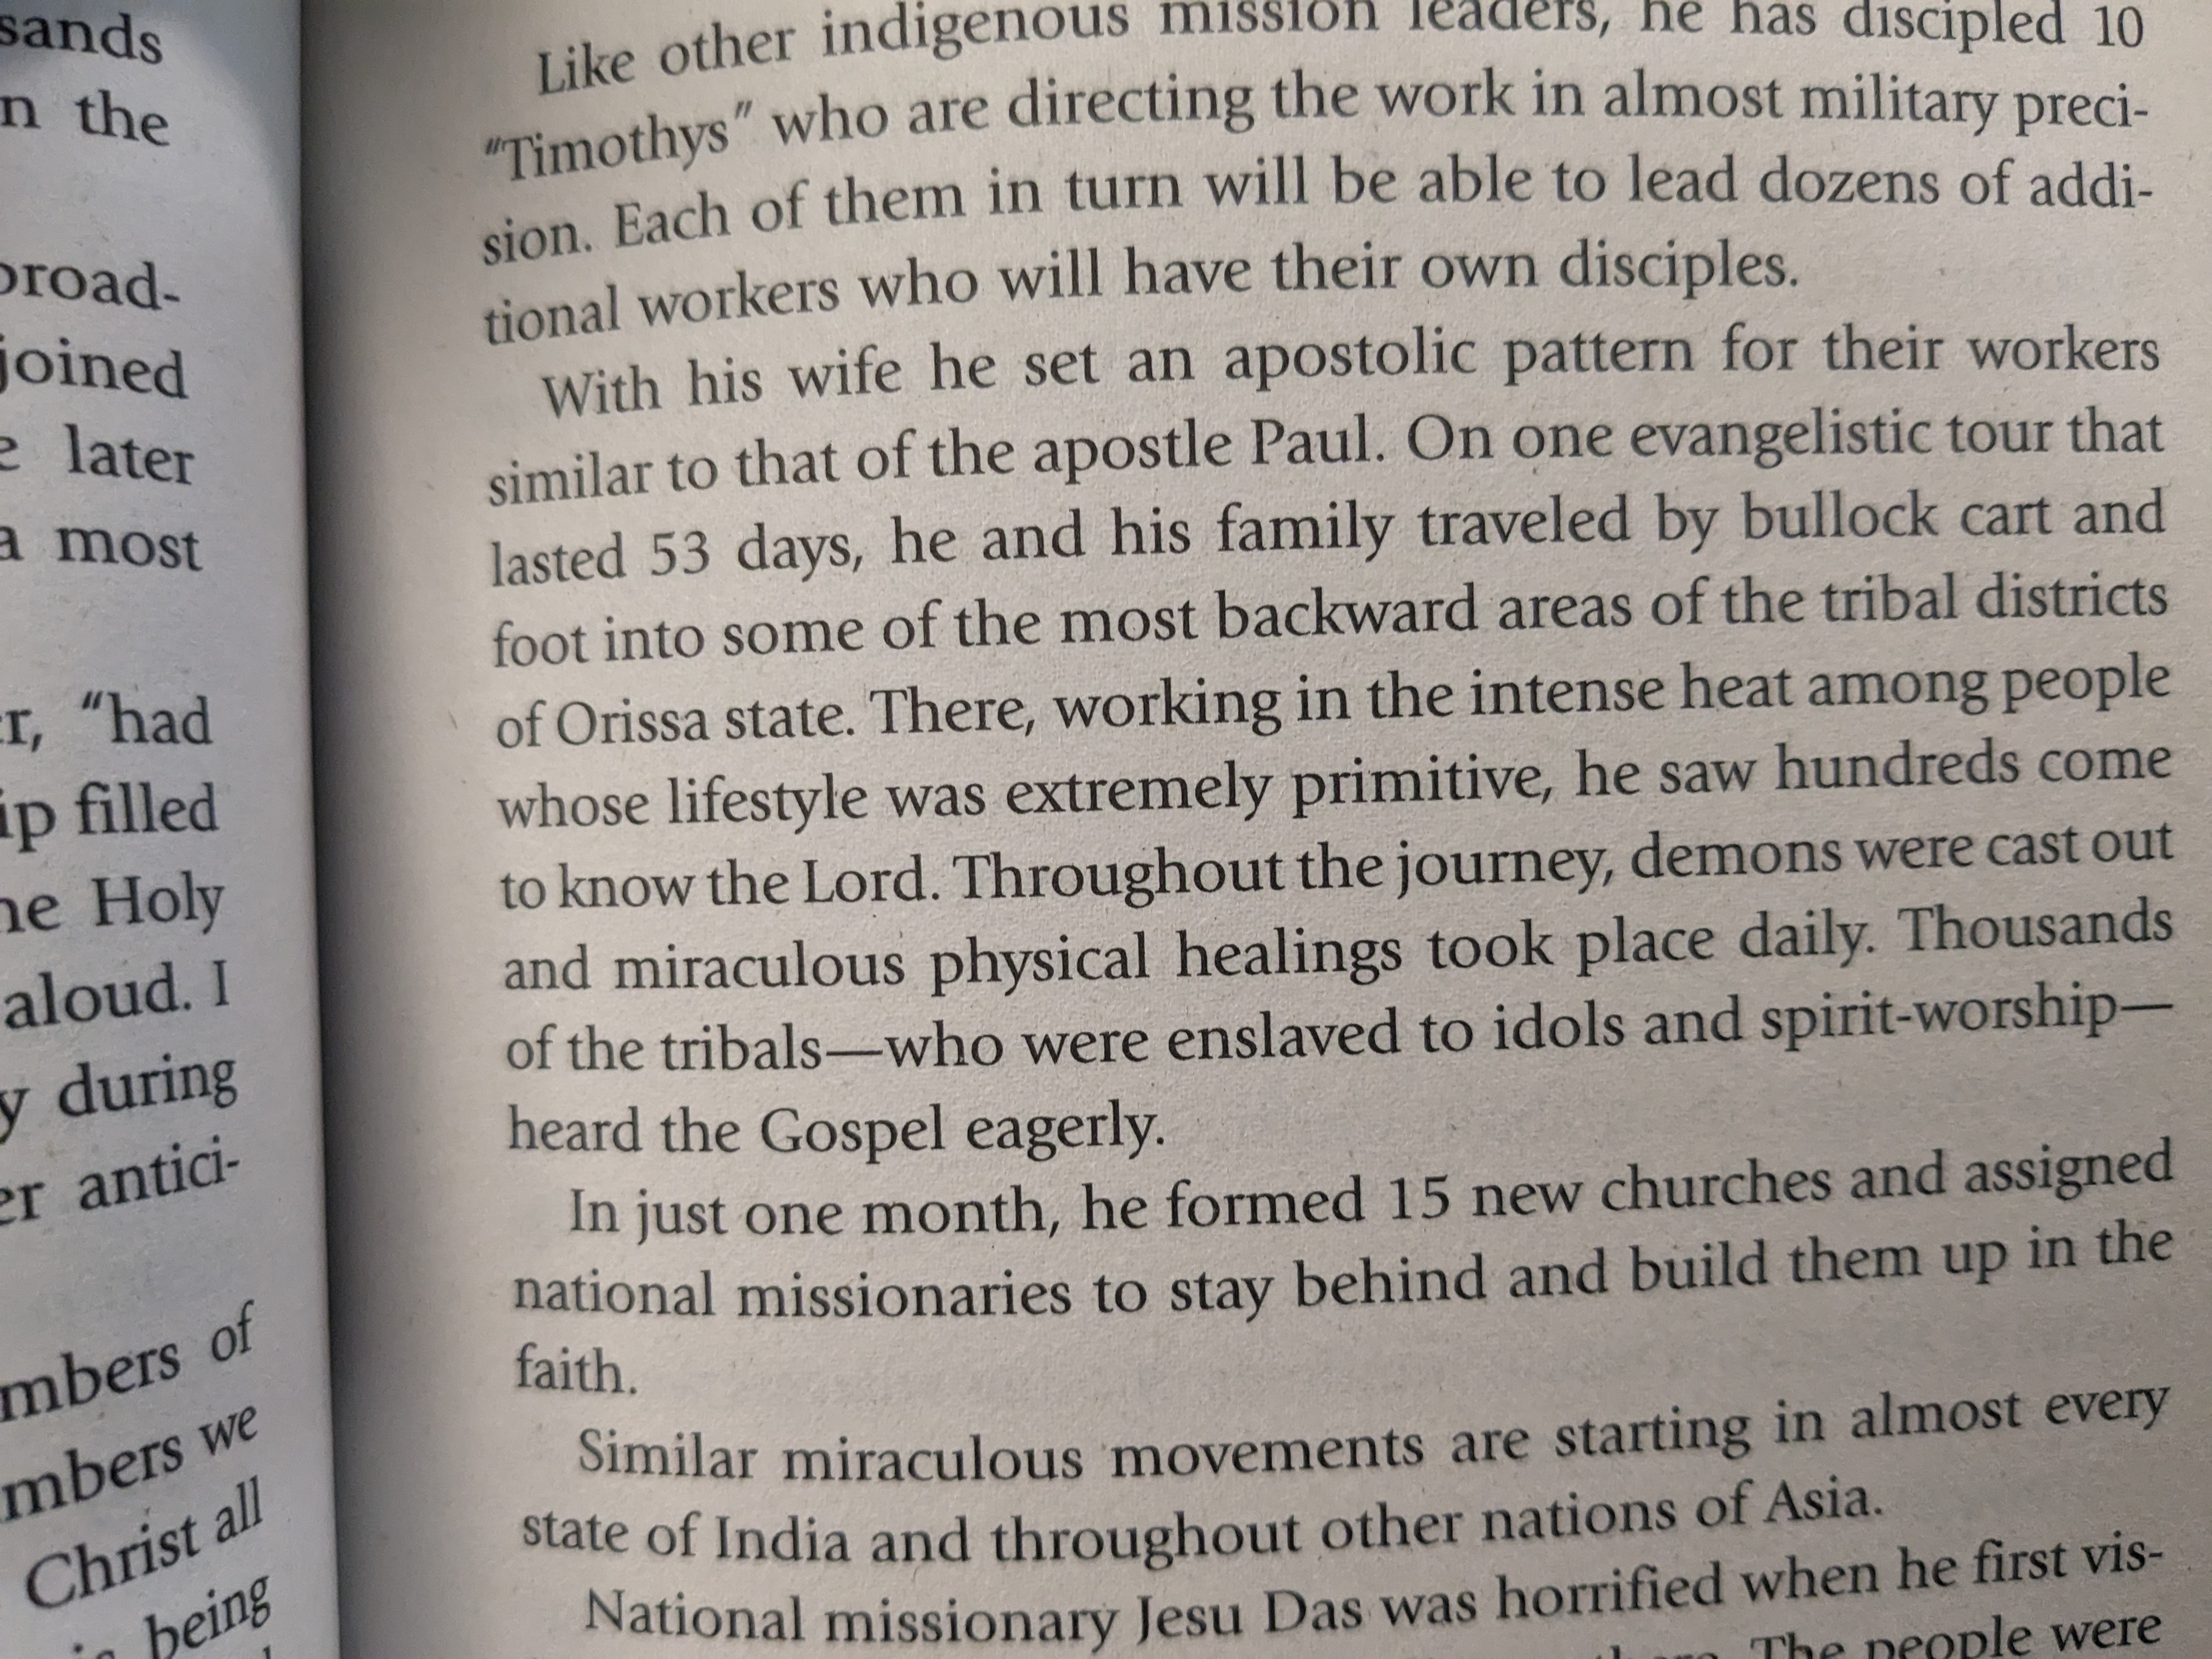 sands
the
joined
later
most
"had
filled
Holy
aloud. I
during
antici-
of
we
Christ all
being
Like other indigenous mission leaders, he has discipled 10
"Timothys" who are directing the work in almost military preci-
sion. Each of them in turn will be able to lead dozens of addi-
tional workers who will have their own disciples.
With his wife he set an apostolic pattern for their workers
similar to that of the apostle Paul. On one evangelistic tour that
lasted 53 days, he and his family traveled by bullock cart and
foot into some of the most backward areas of the tribal districts
of Orissa state. There, working in the intense heat among people
whose lifestyle was extremely primitive, he saw hundreds come
to know the Lord. Throughout the journey, demons were cast out
and miraculous physical healings took place daily. Thousands
of the tribals—who were enslaved to idols and spirit-worship—
heard the Gospel eagerly.
In just one month, he formed 15 new churches and assigned
national missionaries to stay behind and build them up in the
faith.
Similar miraculous movements are starting in almost every
state of India and throughout other nations of Asia.
National missionary Jesu Das was horrified when he first vis-
The people were